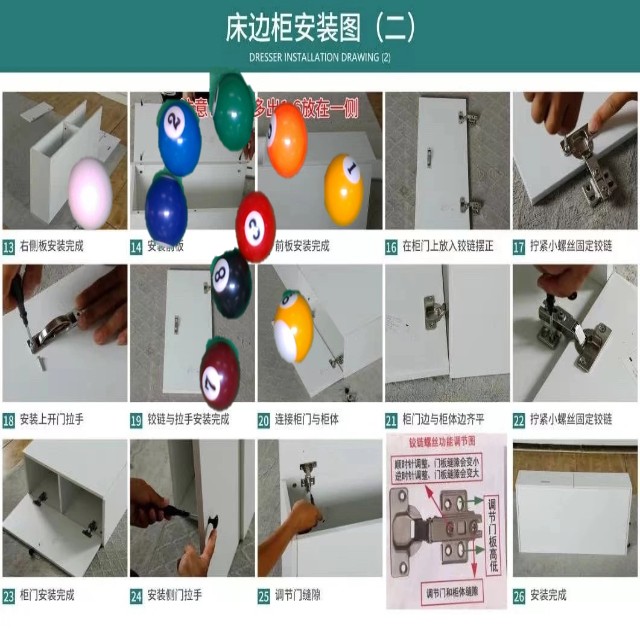 床边柜安装图（二）
DRESSER INSTALLATION DRAWING (2)
意
多出
放在一侧
13 右侧板安装完成
14 安装前板
前板安装完成
16 在柜门上放入铰链摆正
17 拧紧小螺丝固定铰链
18 安装上开门拉手
19 铰链与拉手安装完成
20 连接柜门与柜体
21 柜门边与柜体边齐平
22 拧紧小螺丝固定铰链
铰链螺丝功能调节图
顺时针调整，门板缝隙会变小
逆时针调整，门板缝隙会变大
调节门板高低
调节门和柜体缝隙
23 柜门安装完成
24 安装侧门拉手
25 调节门缝隙
26 安装完成
2
1
3
8
7